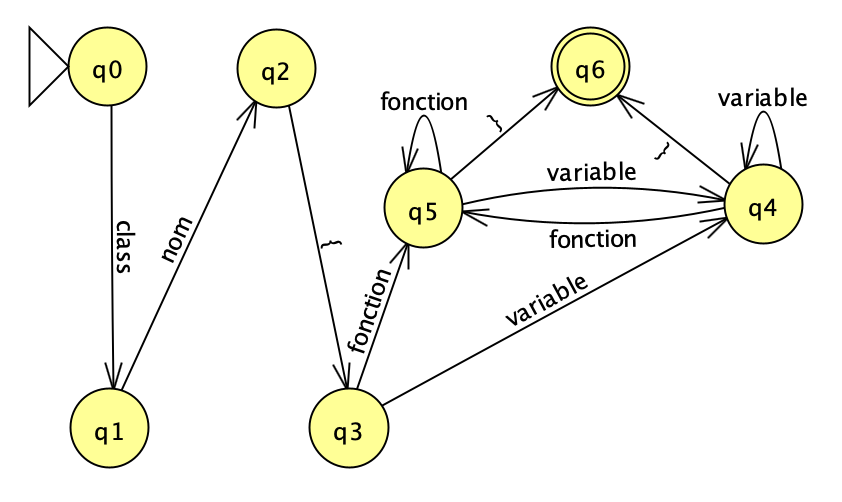 q0
q2
q6
fonction
variable
}
}
variable
q5
q4
class
nom
{
fonction
fonction
variable
q1
q3